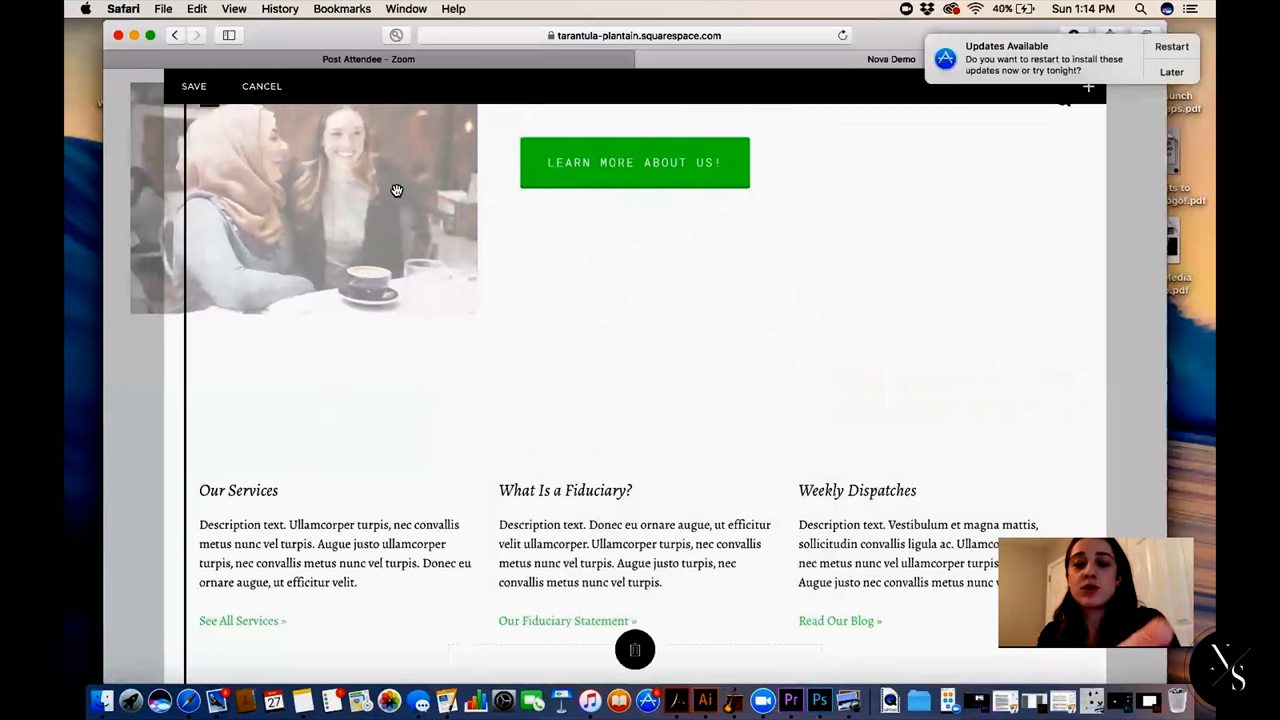 Safari File Edit View History Bookmarks Window Help 40% Sun 1:14 PM
tarantula-plantain.squarespace.com
Updates Available
Do you want to restart to install these
updates now or try tonight?
Restart
Later
Post Attendee - Zoom
Nova Demo
SAVE CANCEL
LEARN MORE ABOUT US!
Our Services
Description text. Ullamcorper turpis, nec convallis
metus nunc vel turpis. Augue justo ullamcorper
turpis, nec convallis metus nunc vel turpis. Donec eu
ornare augue, ut efficitur velit.
See All Services »
What Is a Fiduciary?
Description text. Donec eu ornare augue, ut efficitur
velit ullamcorper. Ullamcorper turpis, nec convallis
metus nunc vel turpis. Augue justo turpis, nec
convallis metus nunc vel turpis.
Our Fiduciary Statement »
Weekly Dispatches
Description text. Vestibulum et magna mattis,
sollicitudin convallis ligula ac. Ullamco
nec metus nunc vel turpis ullamcorpe
Augue justo nec convallis metus nunc v
Read Our Blog »
27
Ai
Pr
Ps
N S